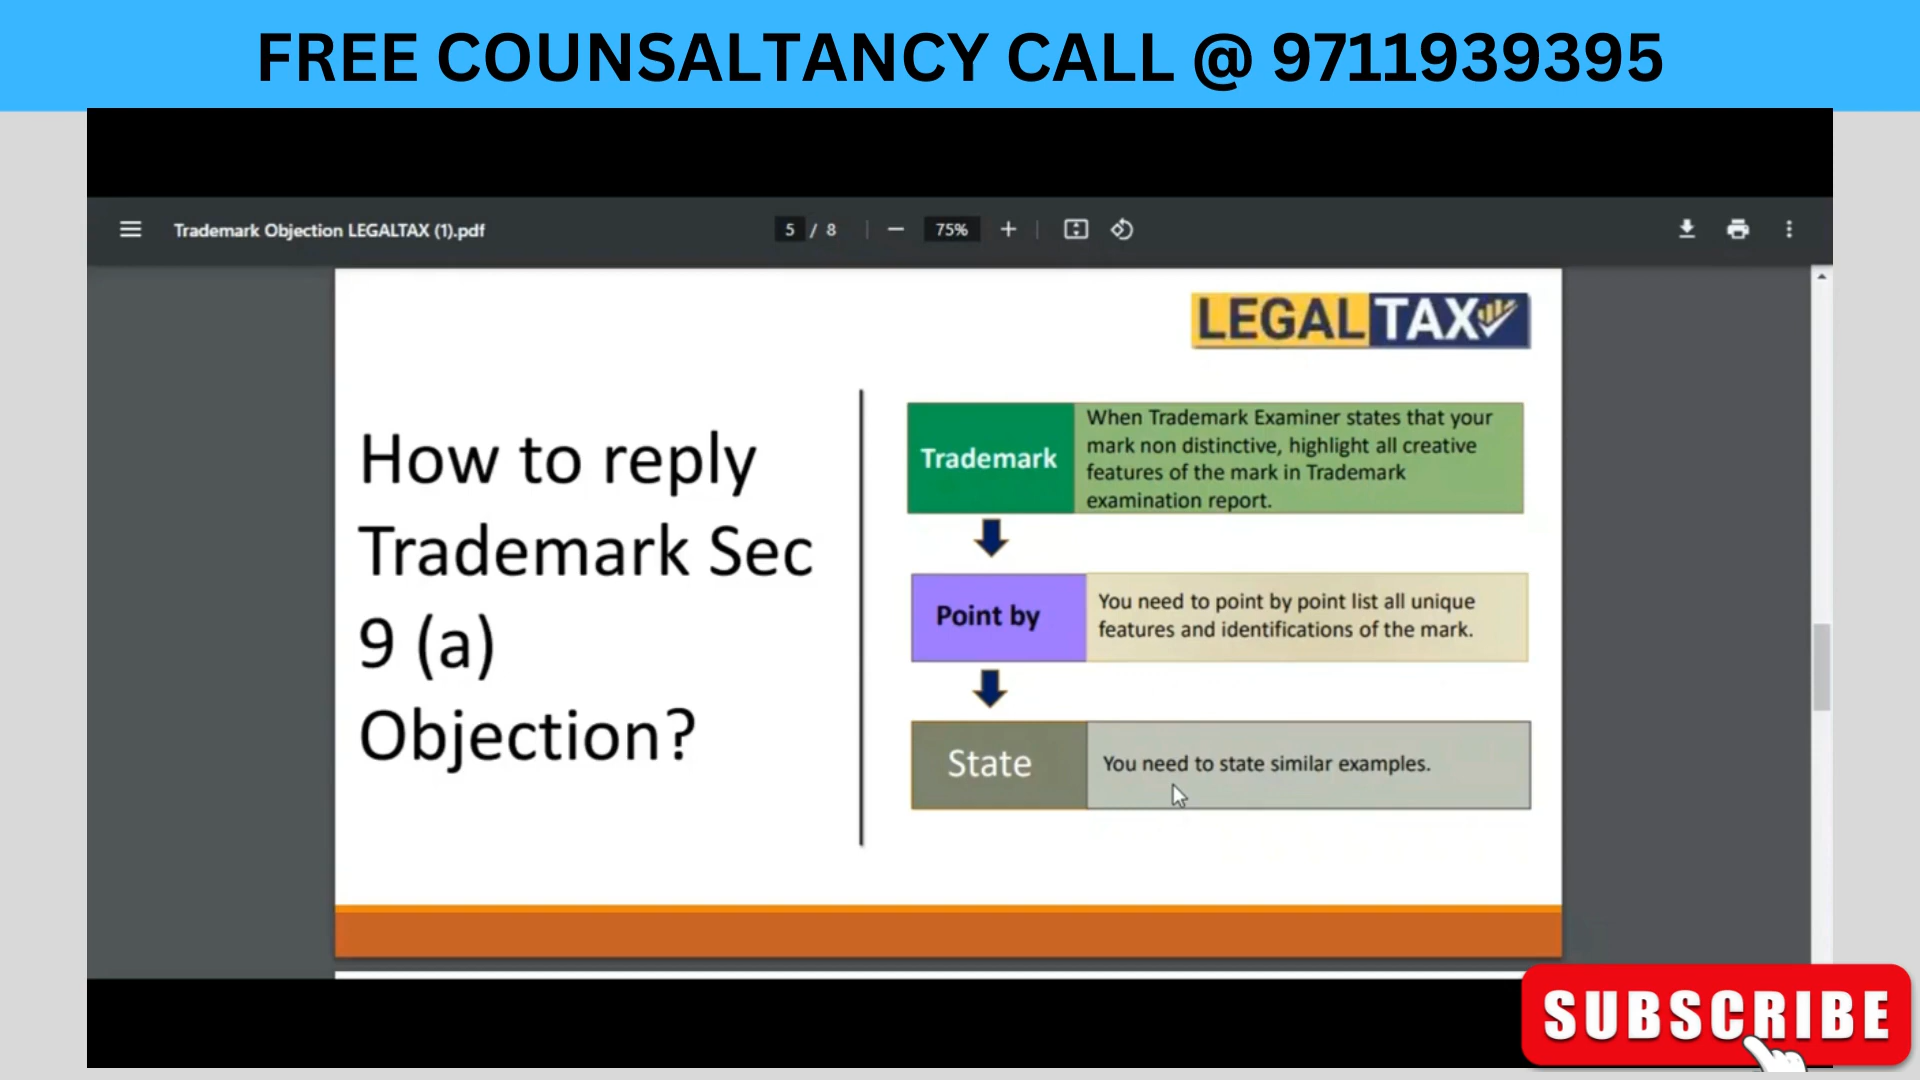 FREE COUNSALTANCY CALL @ 9711939395
Trademark Objection LEGALTAX (1).pdf
5 / 8
75%
LEGALTAX
How to reply
Trademark Sec
9 (a)
Objection?
Trademark
When Trademark Examiner states that your
mark non distinctive, highlight all creative
features of the mark in Trademark
examination report.
Point by
You need to point by point list all unique
features and identifications of the mark.
State
You need to state similar examples.
SUBSCRIBE